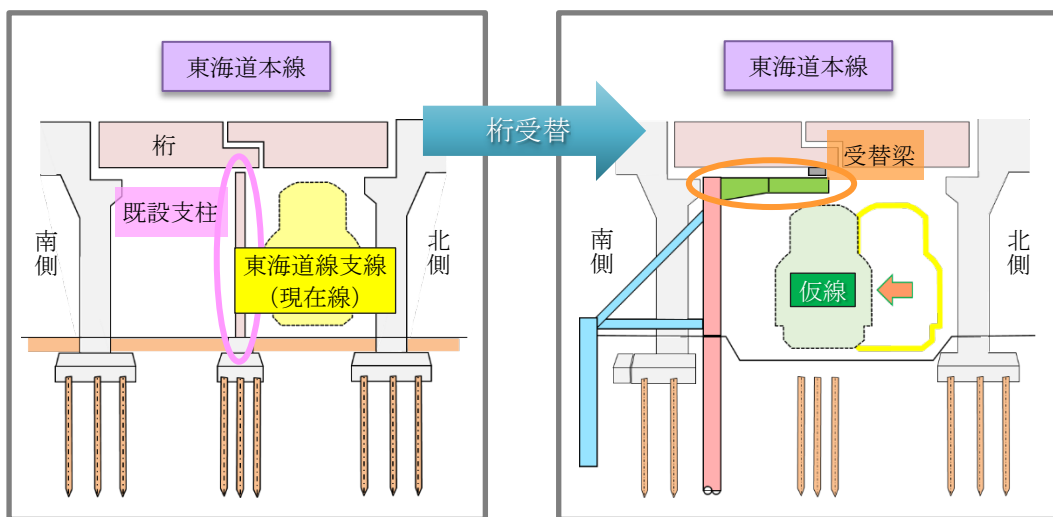 東海道本線
桁
既設支柱
南側
北側
東海道線支線
（現在線）
桁受替
東海道本線
受替梁
南側
北側
仮線